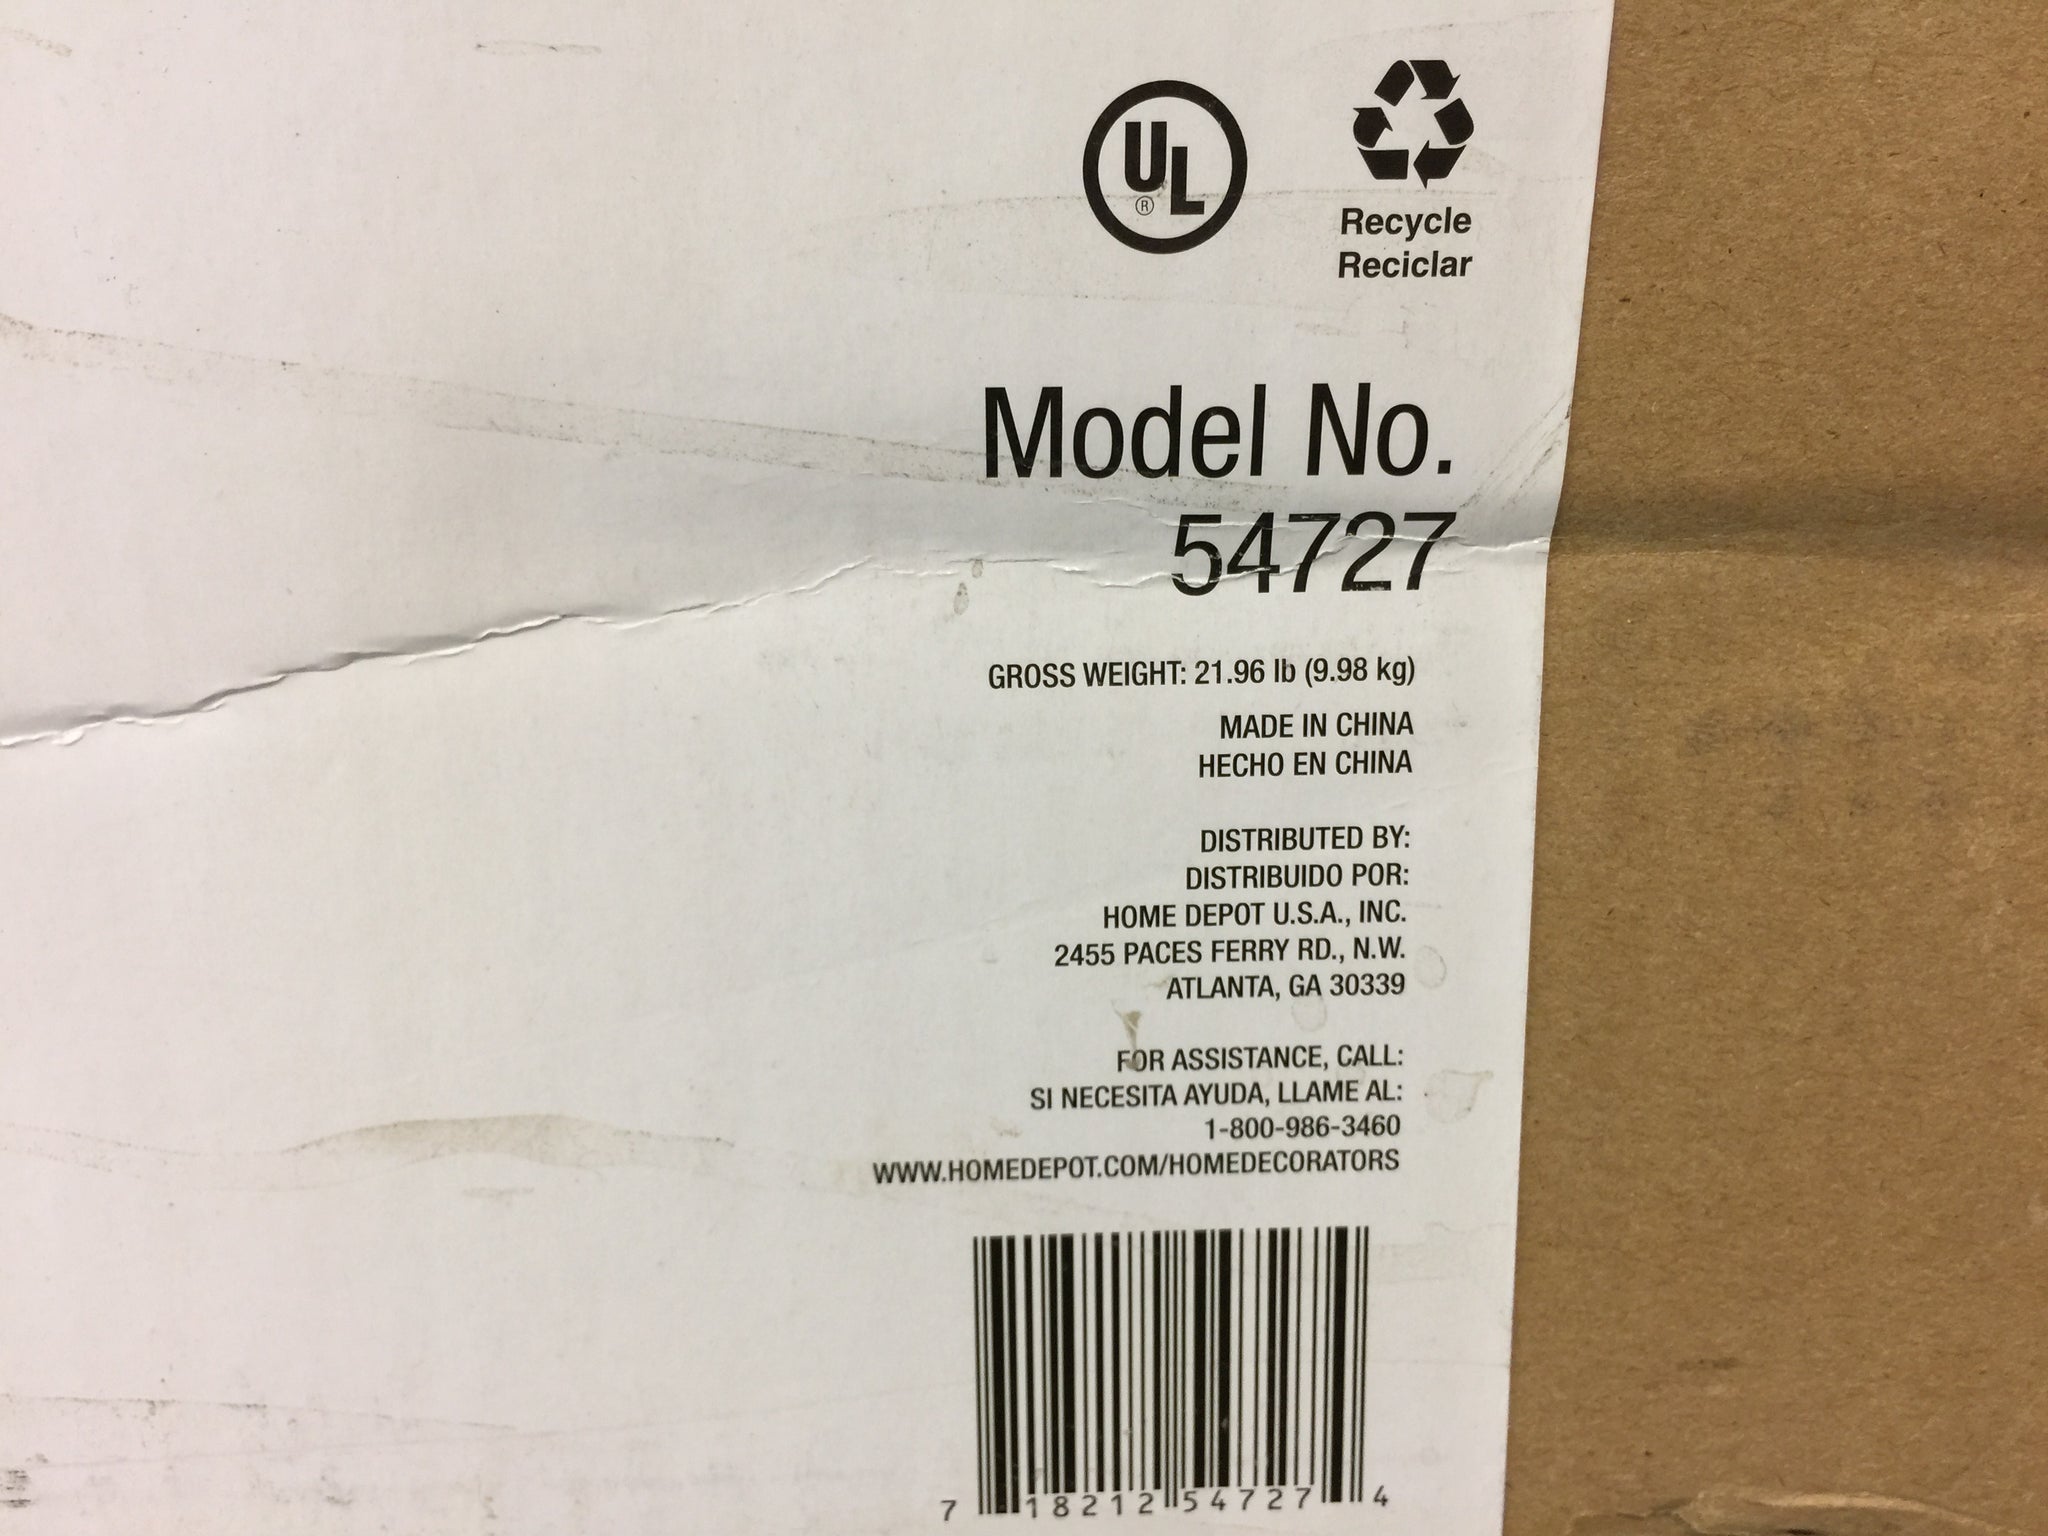 UL
®
Recycle
Reciclar
Model No.
54727
GROSS WEIGHT: 21.96 lb (9.98 kg)
MADE IN CHINA
HECHO EN CHINA
DISTRIBUTED BY:
DISTRIBUIDO POR:
HOME DEPOT U.S.A., INC.
2455 PACES FERRY RD., N.W.
ATLANTA, GA 30339
FOR ASSISTANCE, CALL:
SI NECESITA AYUDA, LLAME AL:
1-800-986-3460
WWW.HOMEDEPOT.COM/HOMEDECORATORS
7 18212 54727 4